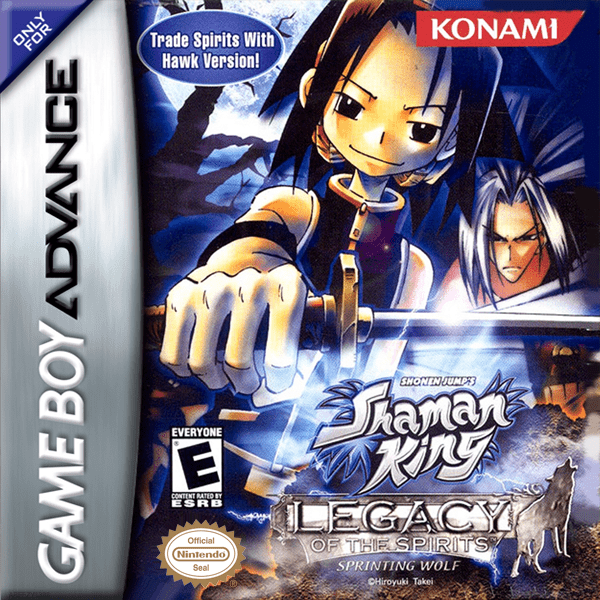 ONLY
FOR
GAME BOY ADVANCE
Trade Spirits With
Hawk Version!
KONAMI
SHONEN JUMP'S
Shaman
King
LEGACY
OF THE SPIRITS
SPRINTING WOLF
©Hiroyuki Takei
EVERYONE
E
CONTENT RATED BY
ESRB
Official
Nintendo
Seal